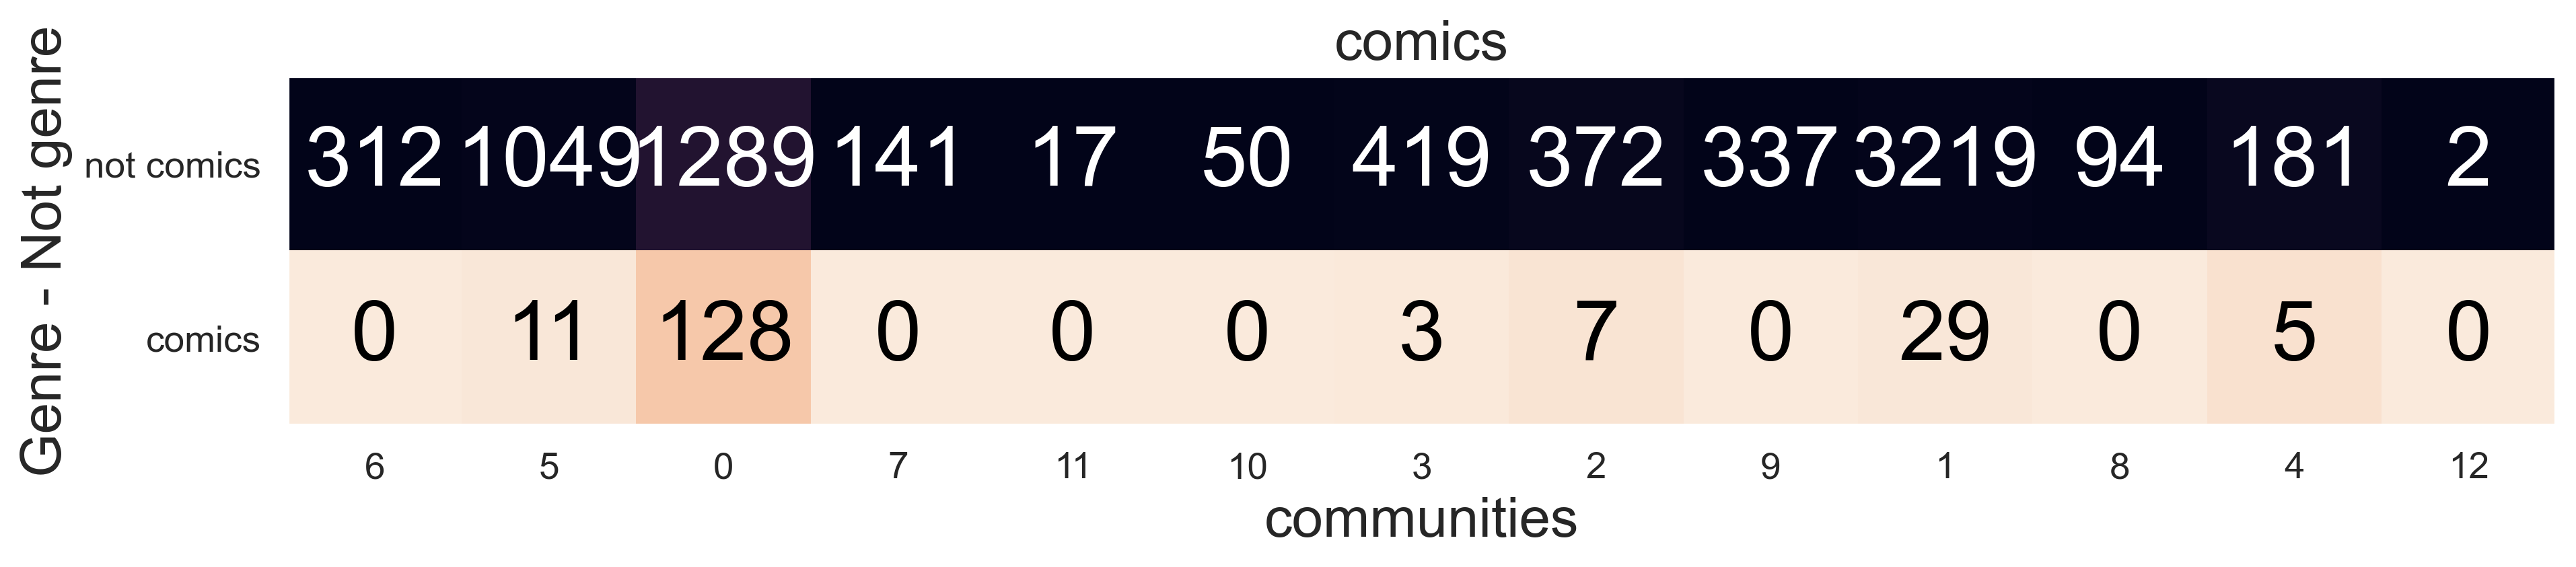 comics
Genre - Not genre
not comics 312 1049 1289 141 17 50 419 372 337 3219 94 181 2
comics 0 11 128 0 0 0 3 7 0 29 0 5 0
6 5 0 7 11 10 3 2 9 1 8 4 12
communities